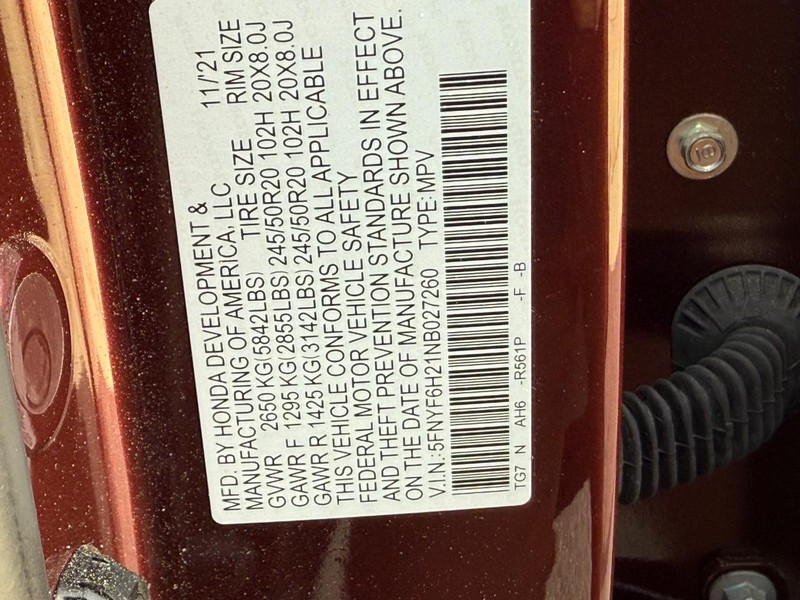 MFD. BY HONDA DEVELOPMENT &
MANUFACTURING OF AMERICA, LLC 11/'21
TIRE SIZE RIM SIZE
GVWR 2650 KG(5842LBS)
GAWR F 1295 KG(2855LBS) 245/50R20 102H 20X8.0J
GAWR R 1425 KG(3142LBS) 245/50R20 102H 20X8.0J
THIS VEHICLE CONFORMS TO ALL APPLICABLE
FEDERAL MOTOR VEHICLE SAFETY
AND THEFT PREVENTION STANDARDS IN EFFECT
ON THE DATE OF MANUFACTURE SHOWN ABOVE.
V.I.N.: 5FNYF6H21NB027260 TYPE: MPV
TG7 N AH6 -R561P -F -B